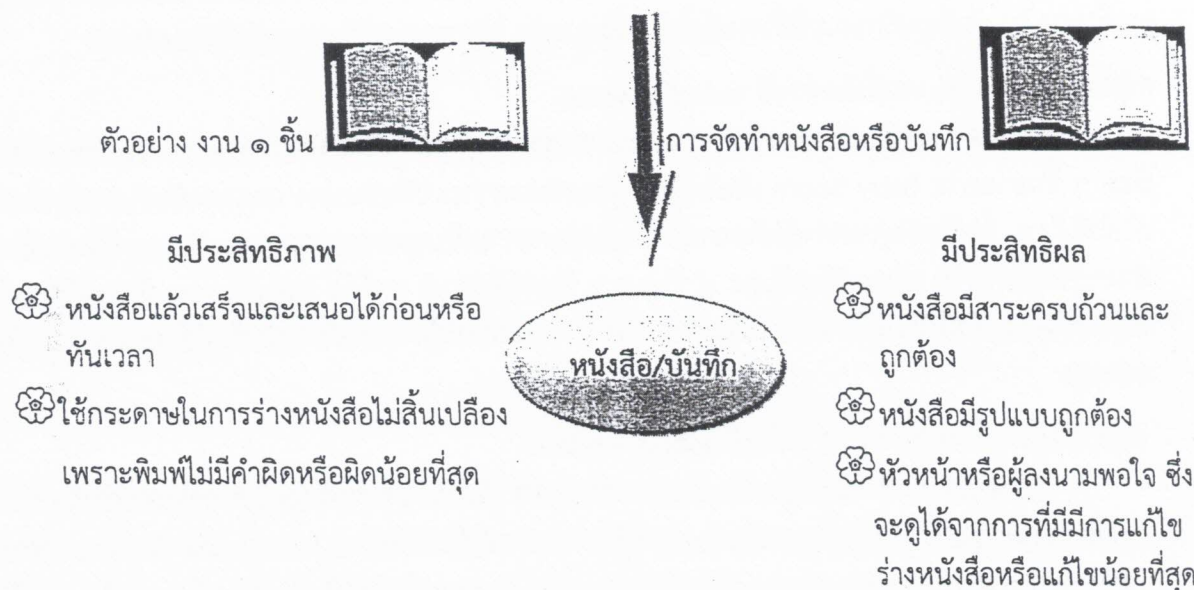 ตัวอย่าง งาน ๑ ชิ้น
การจัดทำหนังสือหรือบันทึก
มีประสิทธิภาพ
หนังสือแล้วเสร็จและเสนอได้ก่อนหรือ
ทันเวลา
ใช้กระดาษในการร่างหนังสือไม่สิ้นเปลือง
เพราะพิมพ์ไม่มีคำผิดหรือผิดน้อยที่สุด
หนังสือ/บันทึก
มีประสิทธิผล
หนังสือมีสาระครบถ้วนและ
ถูกต้อง
หนังสือมีรูปแบบถูกต้อง
หัวหน้าหรือผู้ลงนามพอใจ ซึ่ง
จะดูได้จากการที่มีมีการแก้ไข
ร่างหนังสือหรือแก้ไขน้อยที่สุด